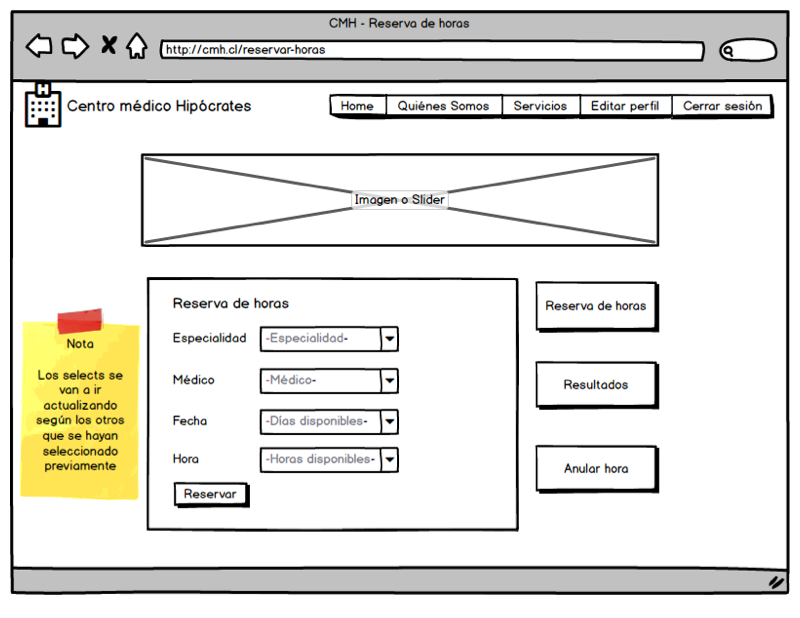 CMH - Reserva de horas
http://cmh.cl/reservar-horas
H
Centro médico Hipócrates
Home
Quiénes Somos
Servicios
Editar perfil
Cerrar sesión
Imagen o Slider
Nota
Los selects se
van a ir
actualizando
según los otros
que se hayan
seleccionado
previamente
Reserva de horas
Especialidad
-Especialidad-
Médico
-Médico-
Fecha
-Días disponibles-
Hora
-Horas disponibles-
Reservar
Reserva de horas
Resultados
Anular hora